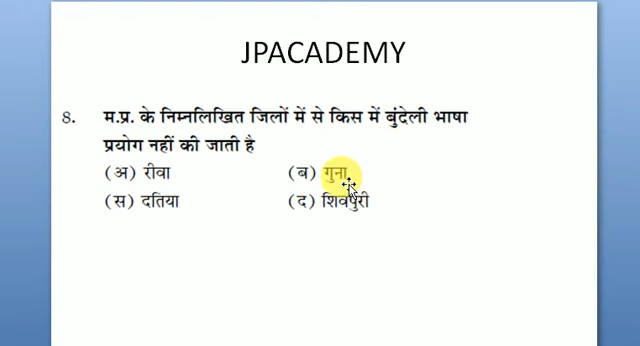 JPACADEMY
8. म.प्र. के निम्नलिखित जिलों में से किस में बुंदेली भाषा
प्रयोग नहीं की जाती है
(अ) रीवा (ब) गुना
(स) दतिया (द) शिवपुरी